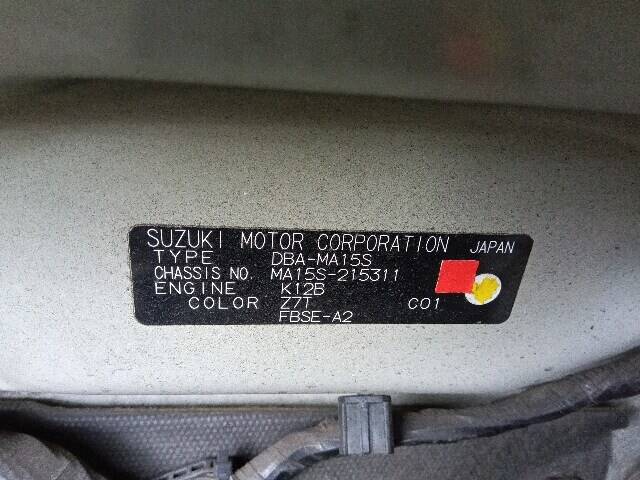 SUZUKI MOTOR CORPORATION JAPAN
TYPE DBA-MA15S
CHASSIS NO. MA15S-215311
ENGINE K12B
COLOR Z7T C01
FBSE-A2